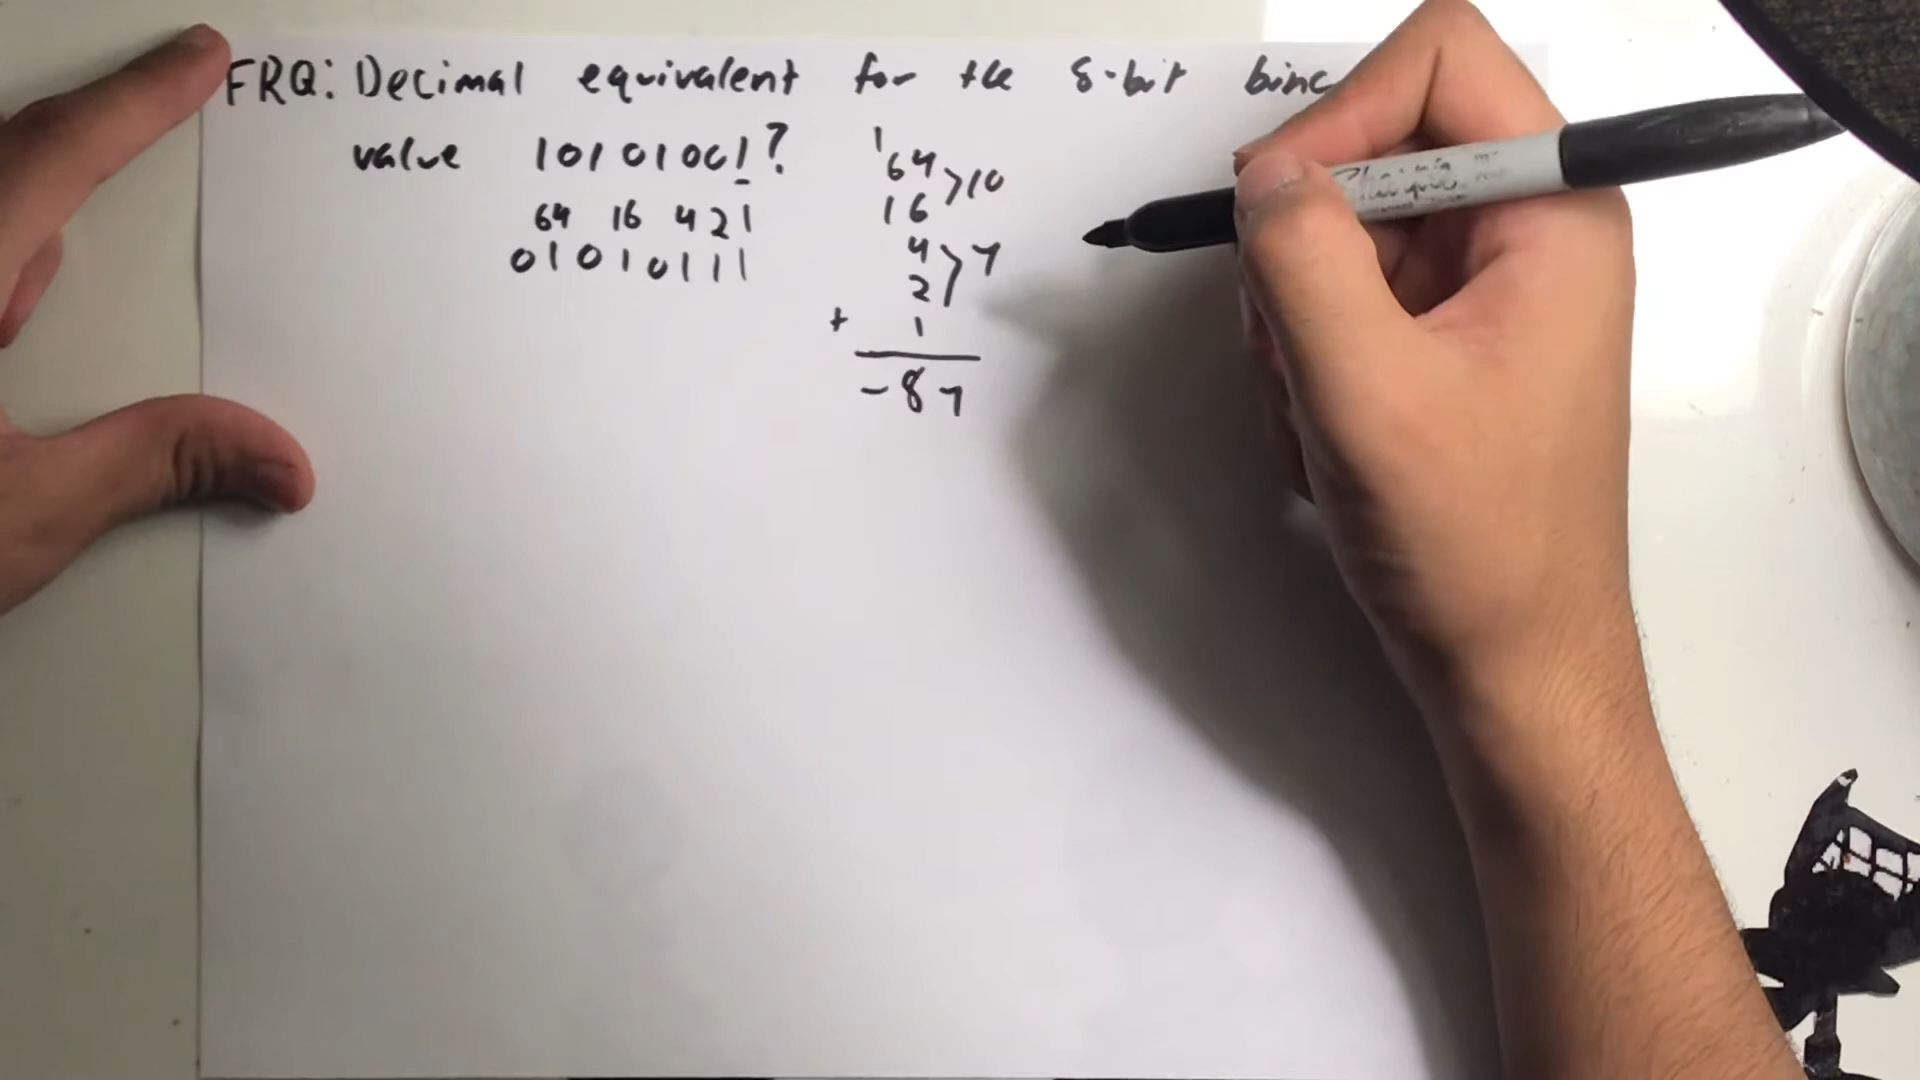 FRQ: Decimal equivalent for the 8-bit
value 10101001?
64 16 4 2 1
01010111
1
64 >10
16
4 >7
2
+ 1
-87